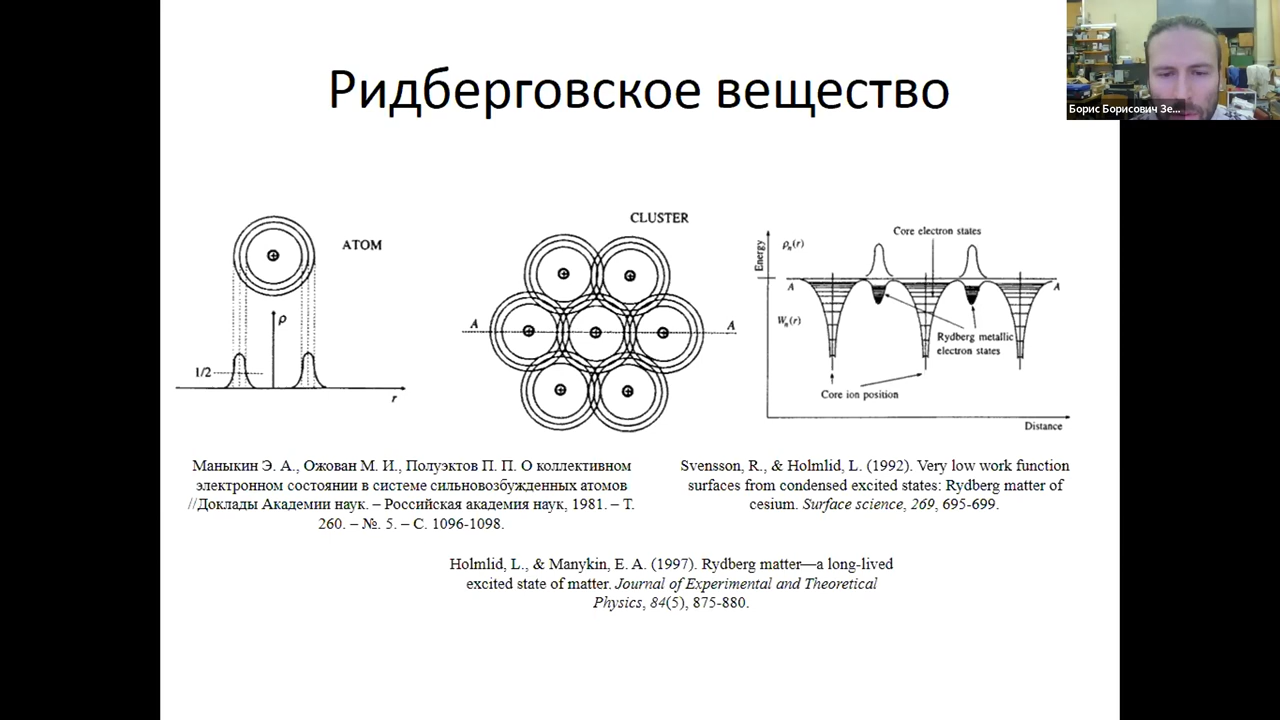 Ридберговское вещество
Борис Борисович Зе...
ATOM
ρ
1/2
r
CLUSTER
A
A
Energy
ρₙ(r)
Core electron states
A
A
Wₙ(r)
Rydberg metallic
electron states
Core ion position
Distance
Маныкин Э. А., Ожован М. И., Полуэктов П. П. О коллективном
электронном состоянии в системе сильновозбужденных атомов
//Доклады Академии наук. – Российская академия наук, 1981. – Т.
260. – №. 5. – С. 1096-1098.
Svensson, R., & Holmlid, L. (1992). Very low work function
surfaces from condensed excited states: Rydberg matter of
cesium. Surface science, 269, 695-699.
Holmlid, L., & Manykin, E. A. (1997). Rydberg matter—a long-lived
excited state of matter. Journal of Experimental and Theoretical
Physics, 84(5), 875-880.